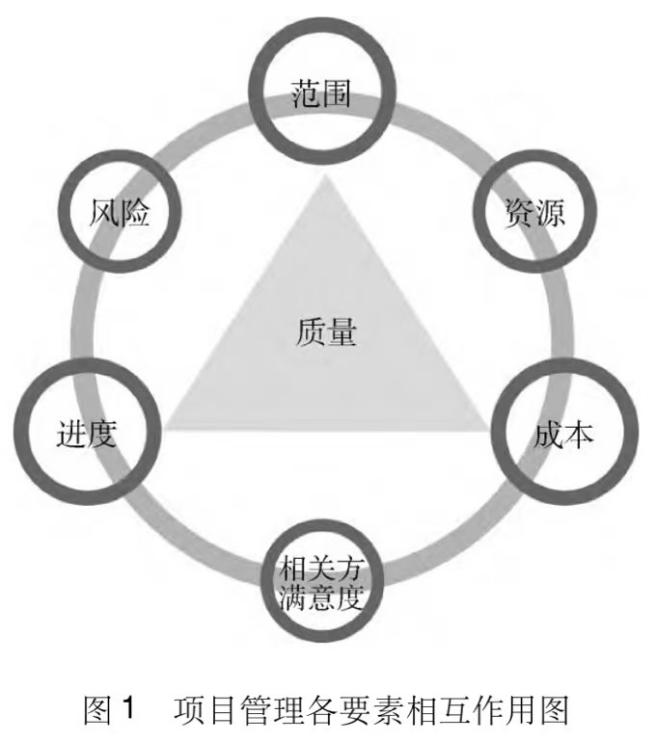 范围
风险
资源
质量
进度
成本
相关方
满意度
图1 项目管理各要素相互作用图